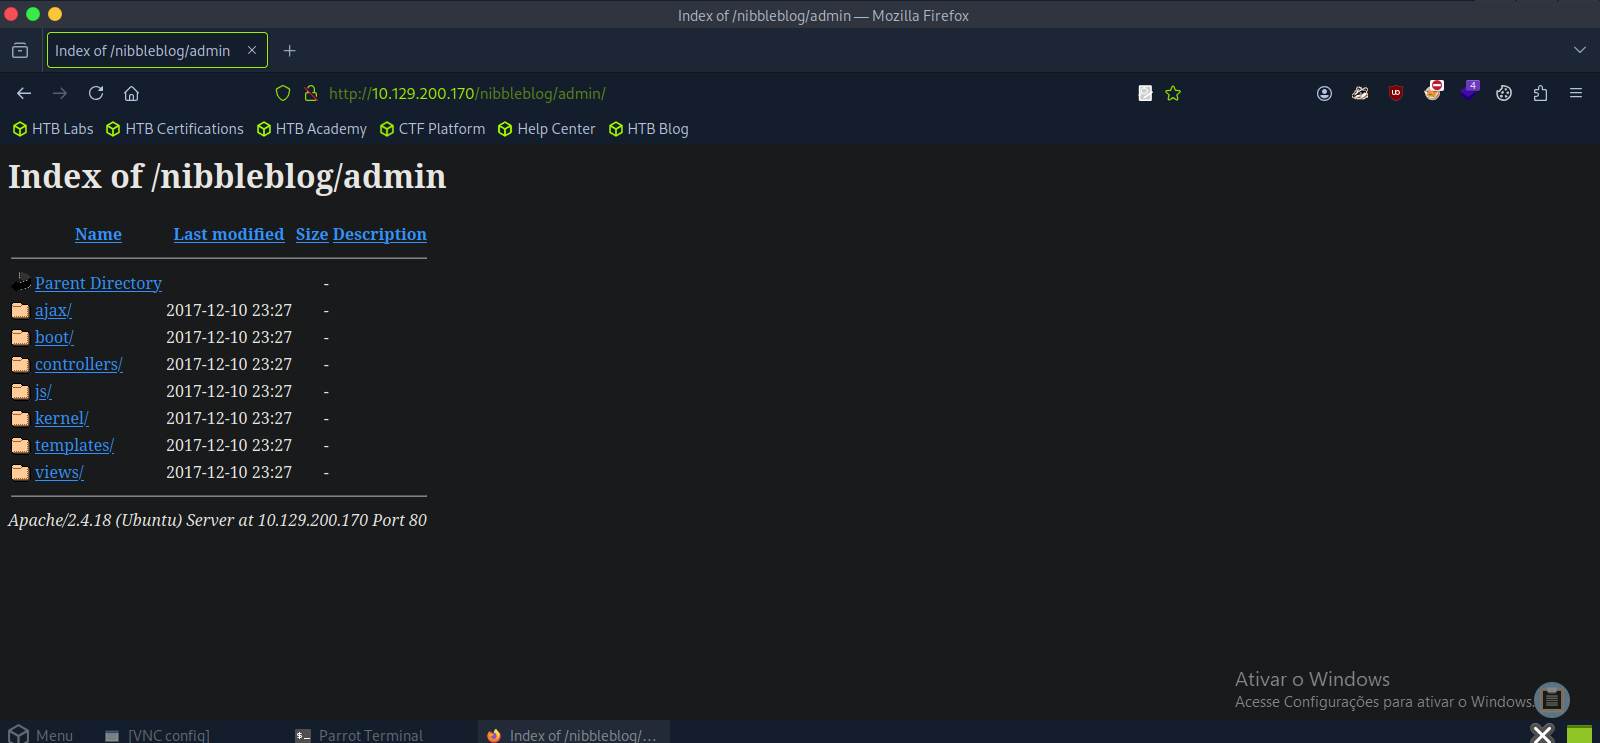 Index of /nibbleblog/admin — Mozilla Firefox
Index of /nibbleblog/admin
http://10.129.200.170/nibbleblog/admin/
UD
4
HTB Labs HTB Certifications HTB Academy CTF Platform Help Center HTB Blog
Index of /nibbleblog/admin
Name Last modified Size Description
Parent Directory -
ajax/ 2017-12-10 23:27 -
boot/ 2017-12-10 23:27 -
controllers/ 2017-12-10 23:27 -
js/ 2017-12-10 23:27 -
kernel/ 2017-12-10 23:27 -
templates/ 2017-12-10 23:27 -
views/ 2017-12-10 23:27 -
Apache/2.4.18 (Ubuntu) Server at 10.129.200.170 Port 80
Ativar o Windows
Acesse Configurações para ativar o Windows.
Menu [VNC config] Parrot Terminal Index of /nibbleblog/...